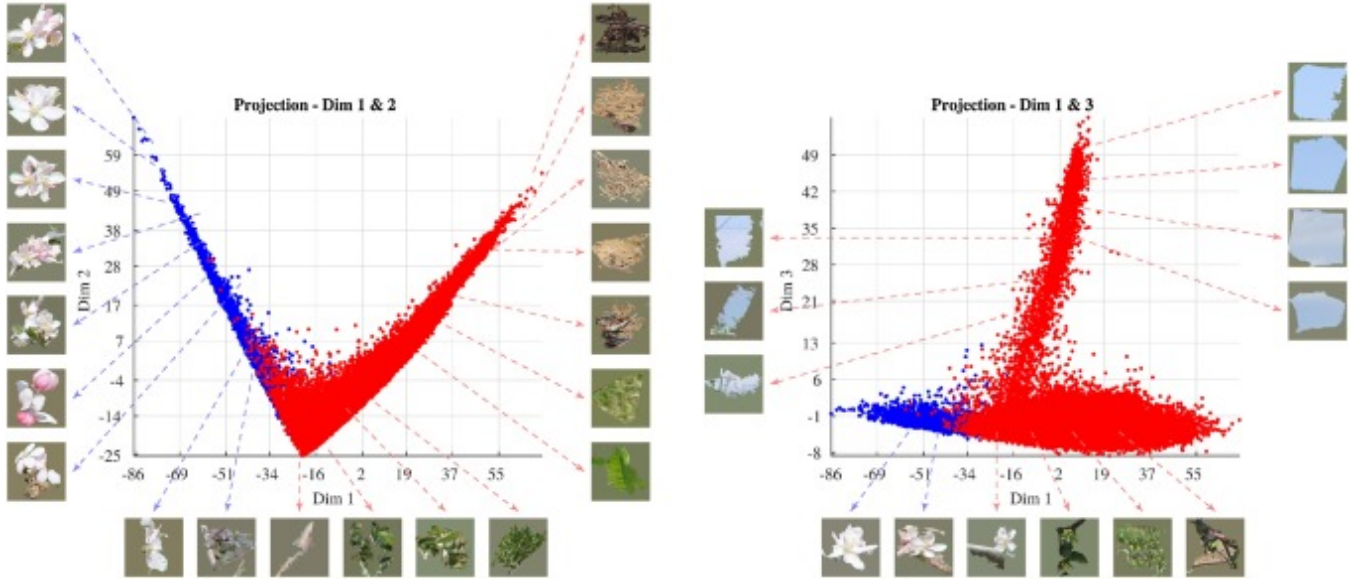 Projection - Dim 1 & 2
Dim 2
59
49
38
28
17
7
-4
-14
-25
-86 -69 -51 -34 -16 2 19 37 55
Dim 1
Projection - Dim 1 & 3
Dim 3
49
42
35
28
21
13
6
-1
-8
-86 -69 -51 -34 -16 2 19 37 55
Dim 1